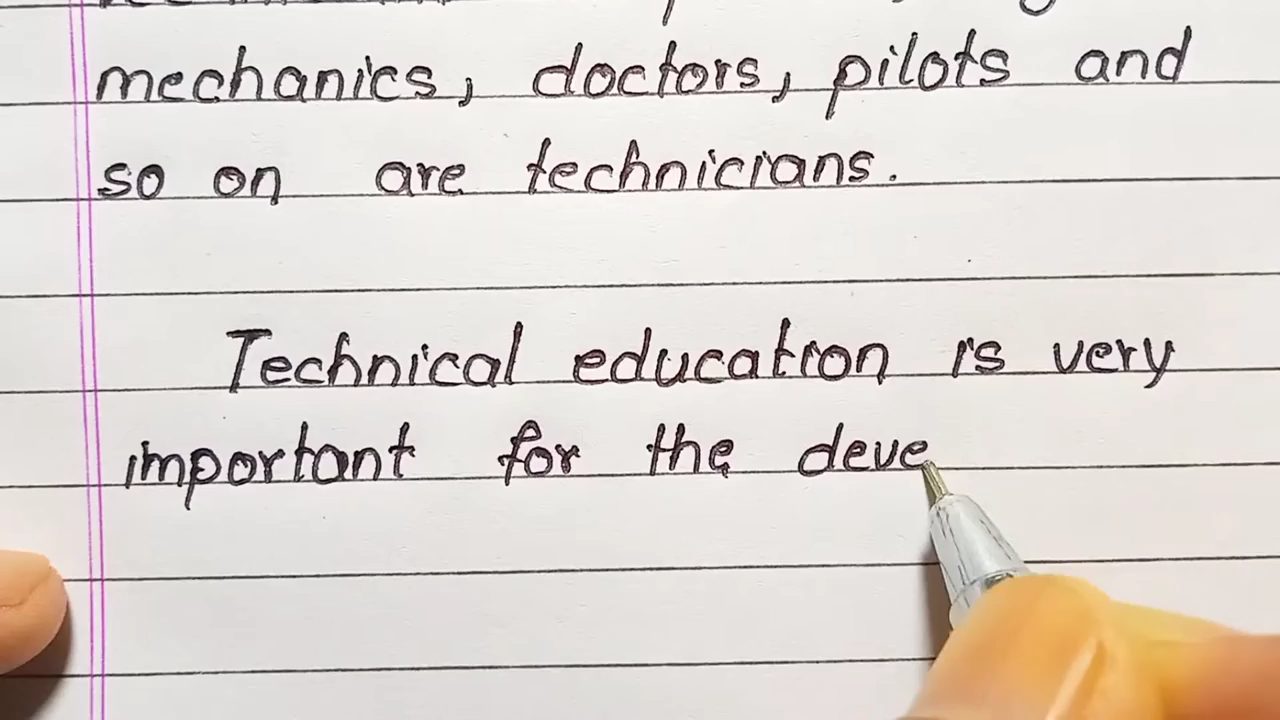 mechanics, doctors, pilots and
so on are technicians.
Technical education is very
important for the deve